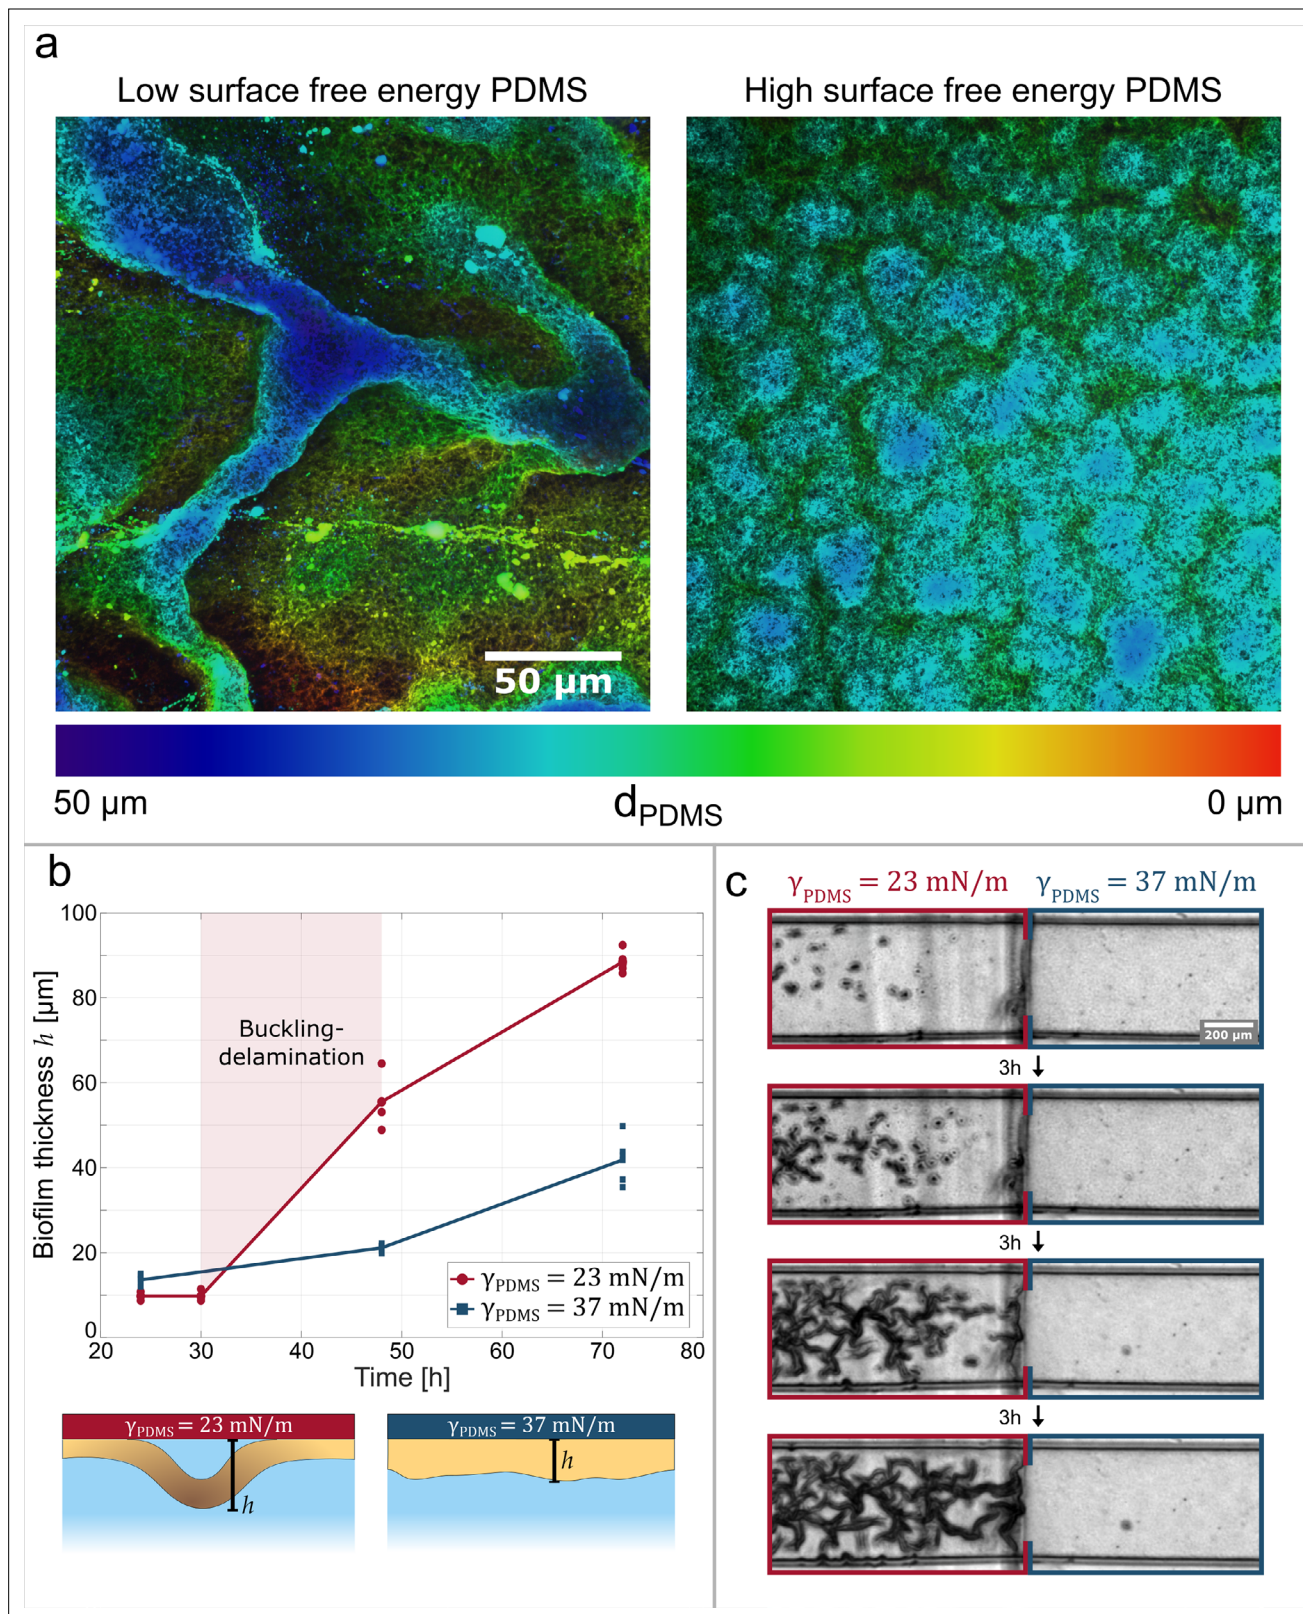 a
Low surface free energy PDMS
High surface free energy PDMS
50 μm
50 μm
dPDMS
0 μm
b
100
80
60
40
20
0
20
30
40
50
60
70
80
Biofilm thickness h [μm]
Time [h]
Buckling-
delamination
γPDMS = 23 mN/m
γPDMS = 37 mN/m
γPDMS = 23 mN/m
h
γPDMS = 37 mN/m
h
c
γPDMS = 23 mN/m
γPDMS = 37 mN/m
200 μm
3h
3h
3h